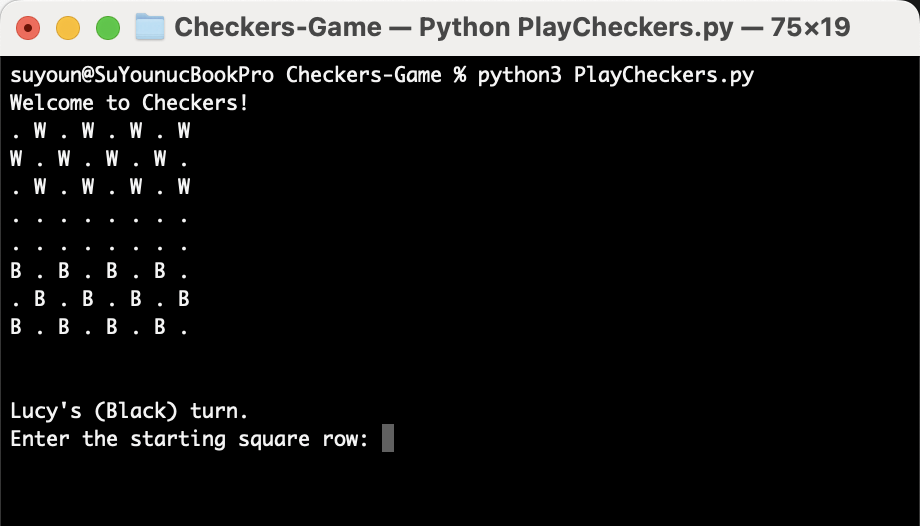 Checkers-Game — Python PlayCheckers.py — 75×19
suyoun@SuYounucBookPro Checkers-Game % python3 PlayCheckers.py
Welcome to Checkers!
. W . W . W . W
W . W . W . W .
. W . W . W . W
. . . . . . . .
. . . . . . . .
B . B . B . B .
. B . B . B . B
B . B . B . B .
Lucy's (Black) turn.
Enter the starting square row: